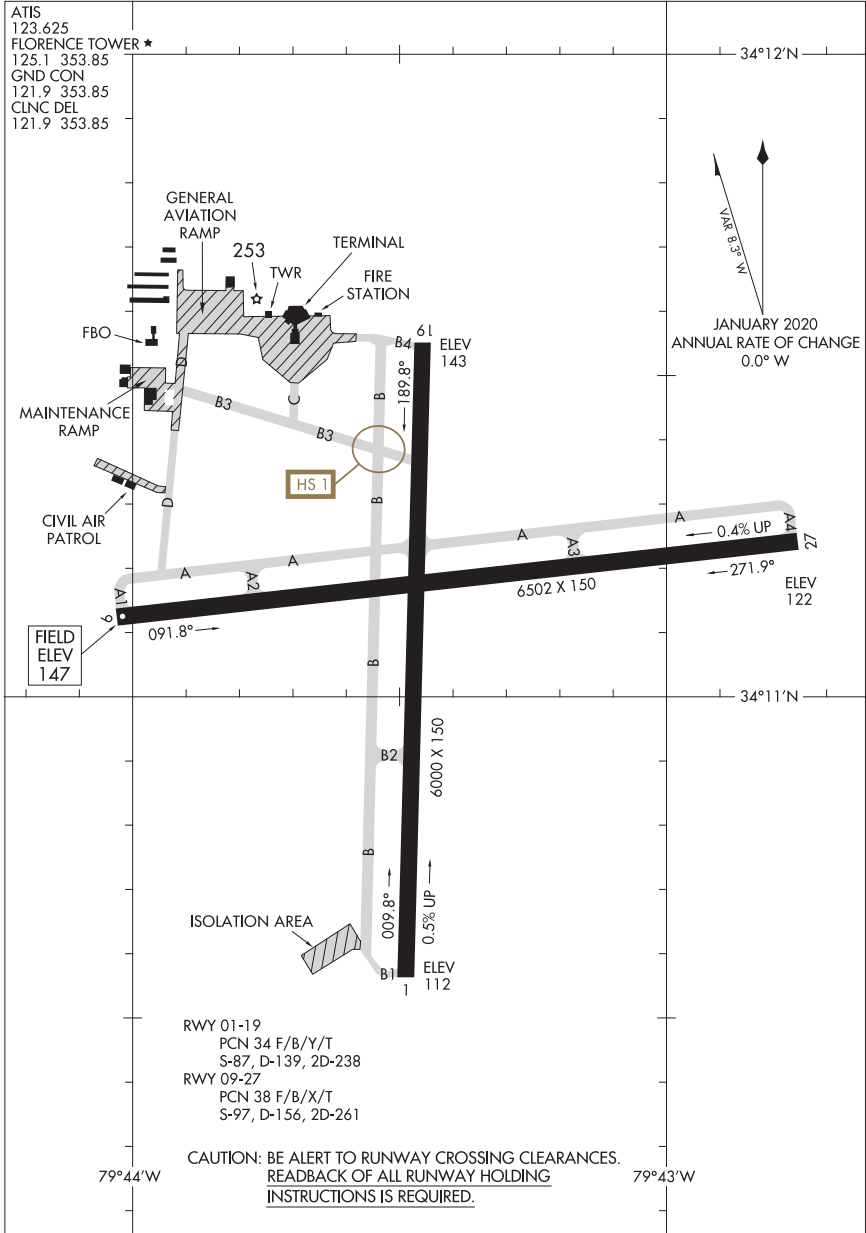 ATIS
123.625
FLORENCE TOWER ★
125.1 353.85
GND CON
121.9 353.85
CLNC DEL
121.9 353.85
34°12'N
VAR 8.3° W
JANUARY 2020
ANNUAL RATE OF CHANGE
0.0° W
GENERAL
AVIATION
RAMP
253
TWR
TERMINAL
FIRE
STATION
FBO
MAINTENANCE
RAMP
CIVIL AIR
PATROL
B4
19
ELEV
143
189.8°
D
B3
C
B
B3
HS 1
B
D
A
A4
27
0.4% UP
A
A3
271.9°
ELEV
122
A
A
A2
A1
9
091.8°
6502 X 150
FIELD
ELEV
147
B
34°11'N
B2
6000 X 150
B
009.8°
0.5% UP
ISOLATION AREA
B1
1
ELEV
112
RWY 01-19
PCN 34 F/B/Y/T
S-87, D-139, 2D-238
RWY 09-27
PCN 38 F/B/X/T
S-97, D-156, 2D-261
CAUTION: BE ALERT TO RUNWAY CROSSING CLEARANCES.
READBACK OF ALL RUNWAY HOLDING
INSTRUCTIONS IS REQUIRED.
79°44'W
79°43'W